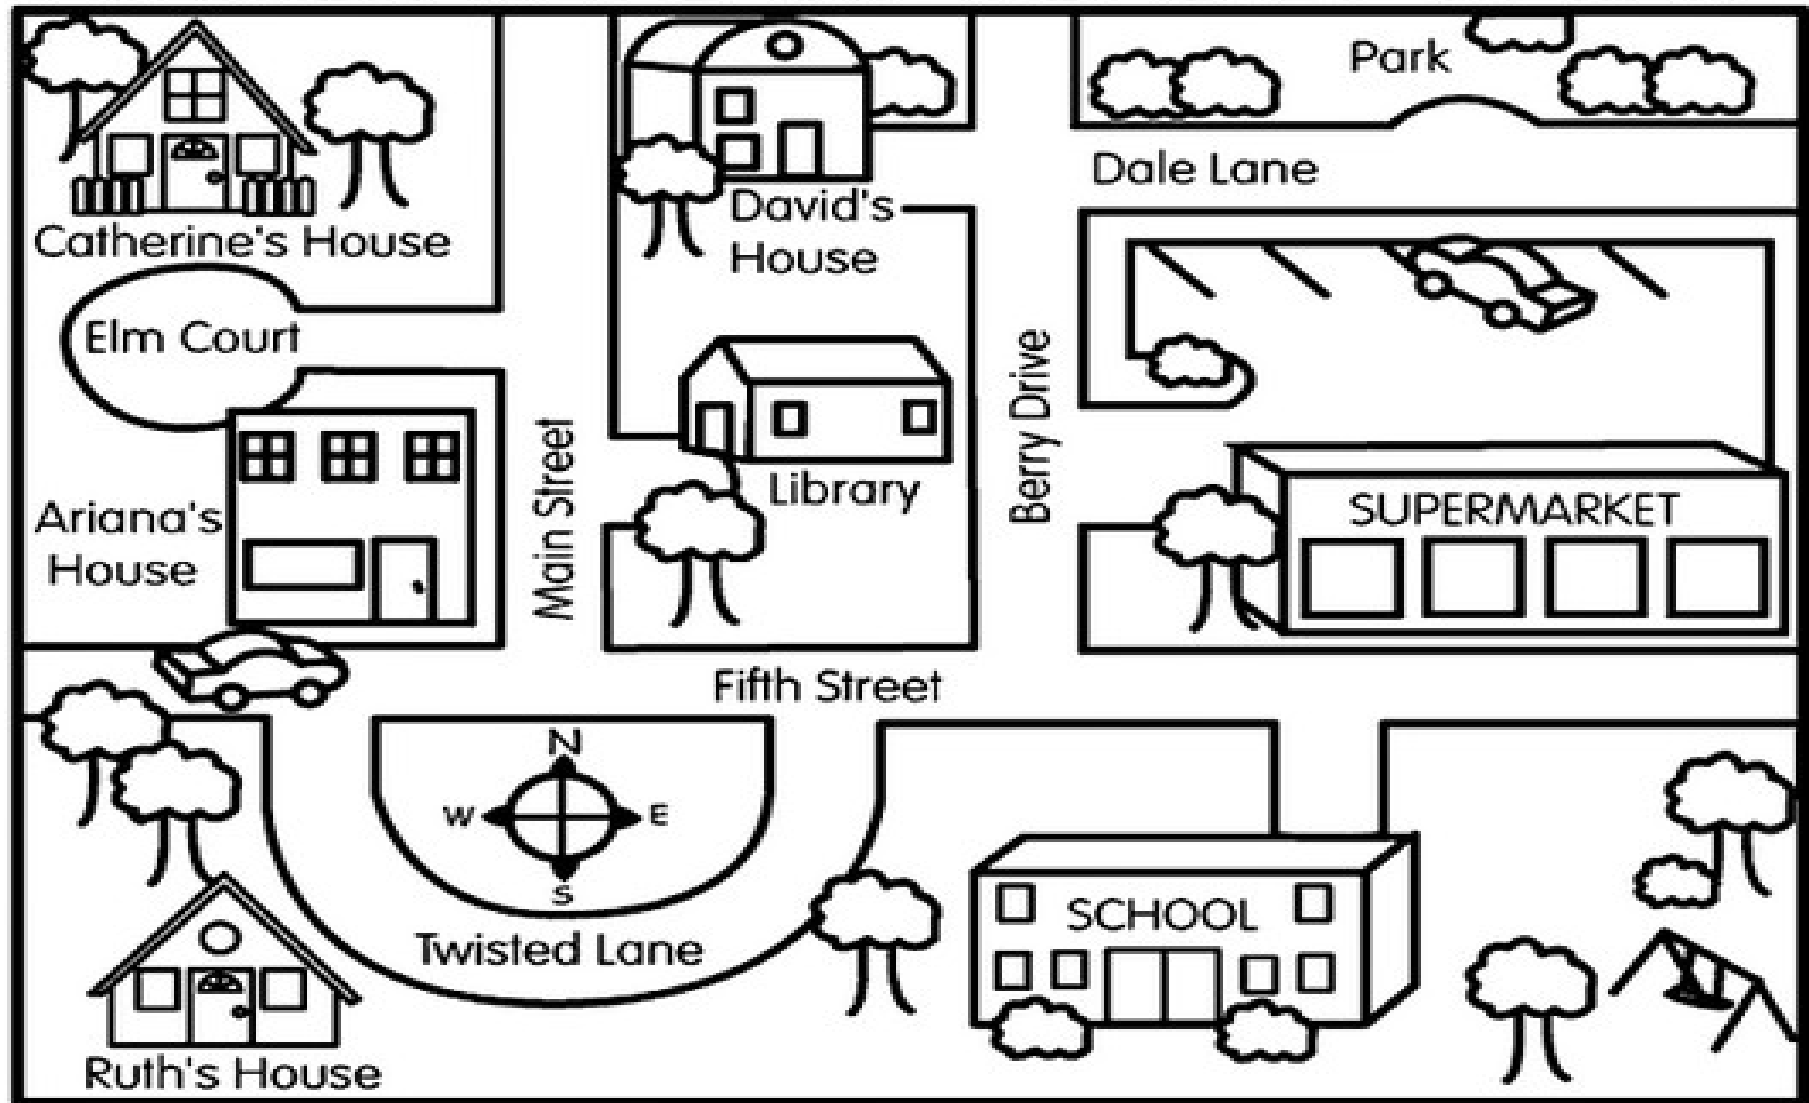 Park
Dale Lane
Catherine's House
David's
House
Elm Court
Berry Drive
Main Street
Library
Ariana's
House
SUPERMARKET
Fifth Street
N
W
E
S
SCHOOL
Twisted Lane
Ruth's House